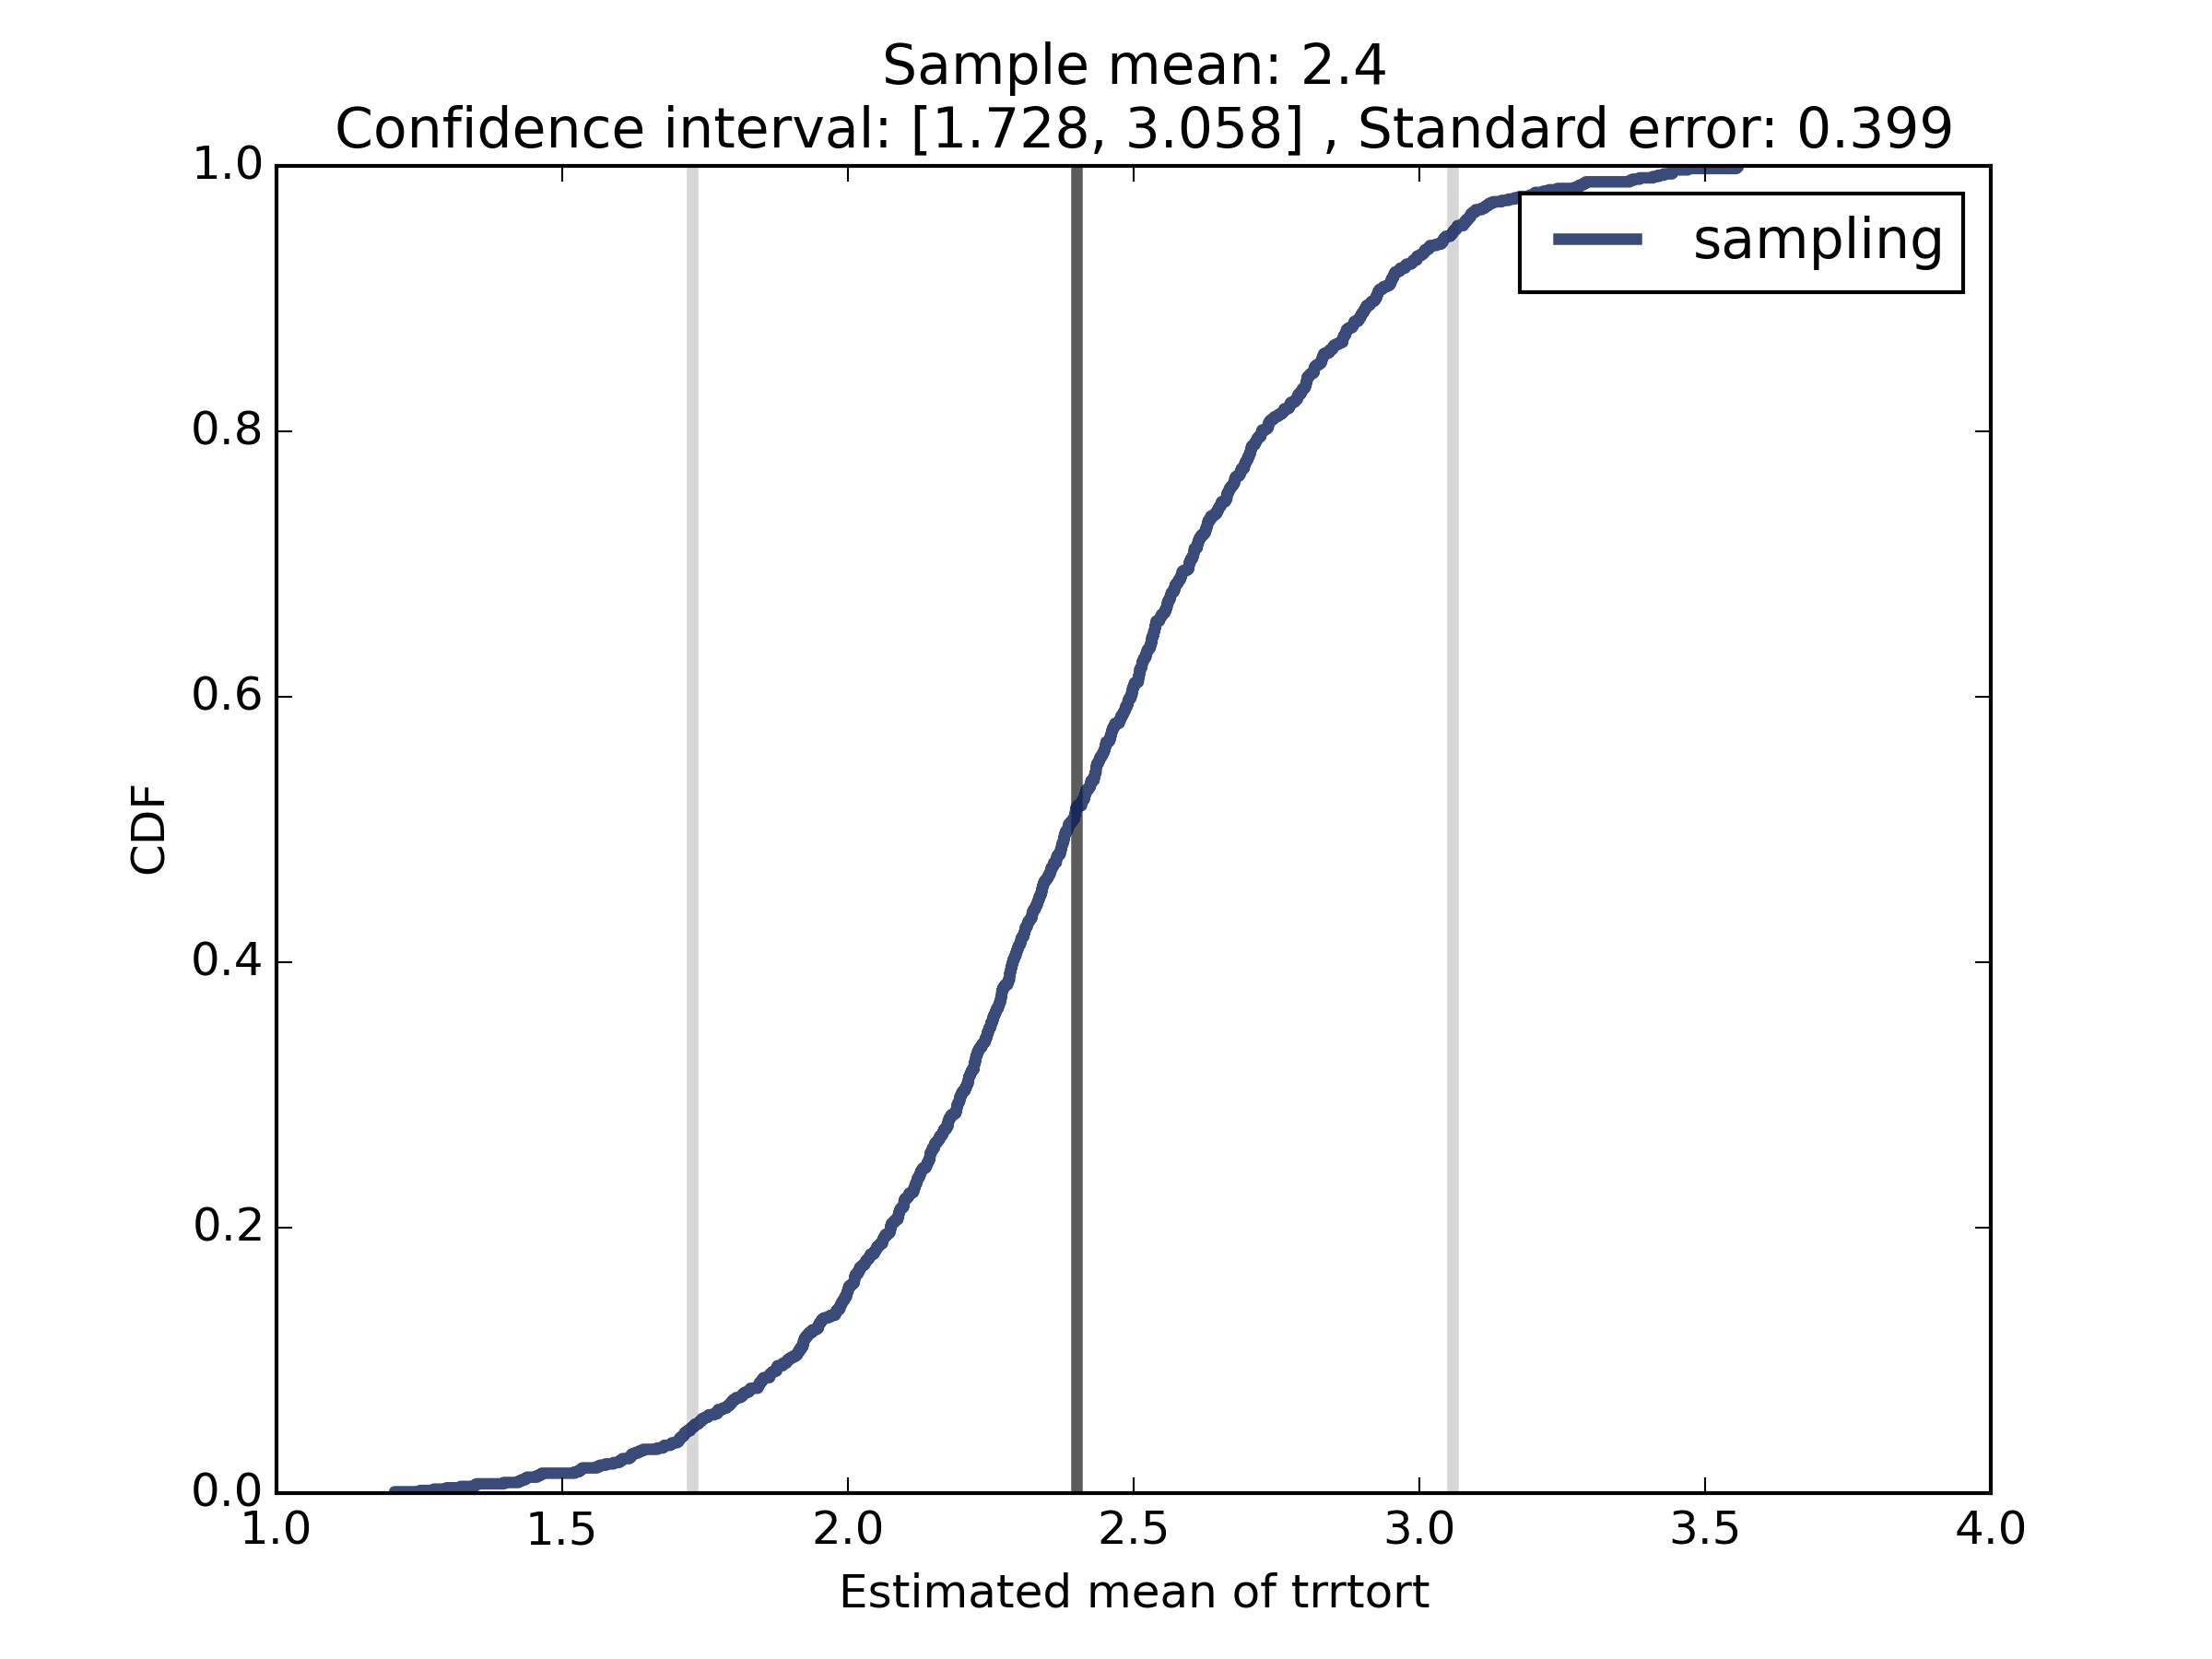 Sample mean: 2.4
Confidence interval: [1.728, 3.058] , Standard error: 0.399
sampling
1.0
0.8
0.6
0.4
0.2
0.0
CDF
1.0 1.5 2.0 2.5 3.0 3.5 4.0
Estimated mean of trrtort